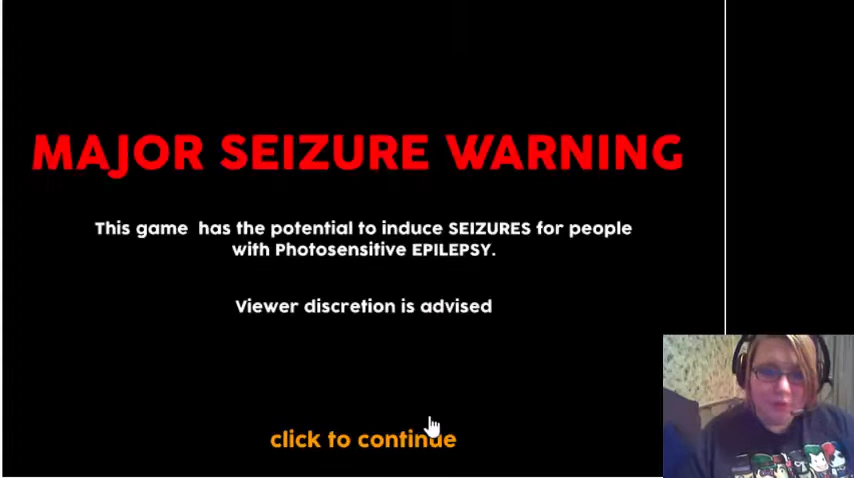 MAJOR SEIZURE WARNING
This game has the potential to induce SEIZURES for people
with Photosensitive EPILEPSY.
Viewer discretion is advised
click to continue